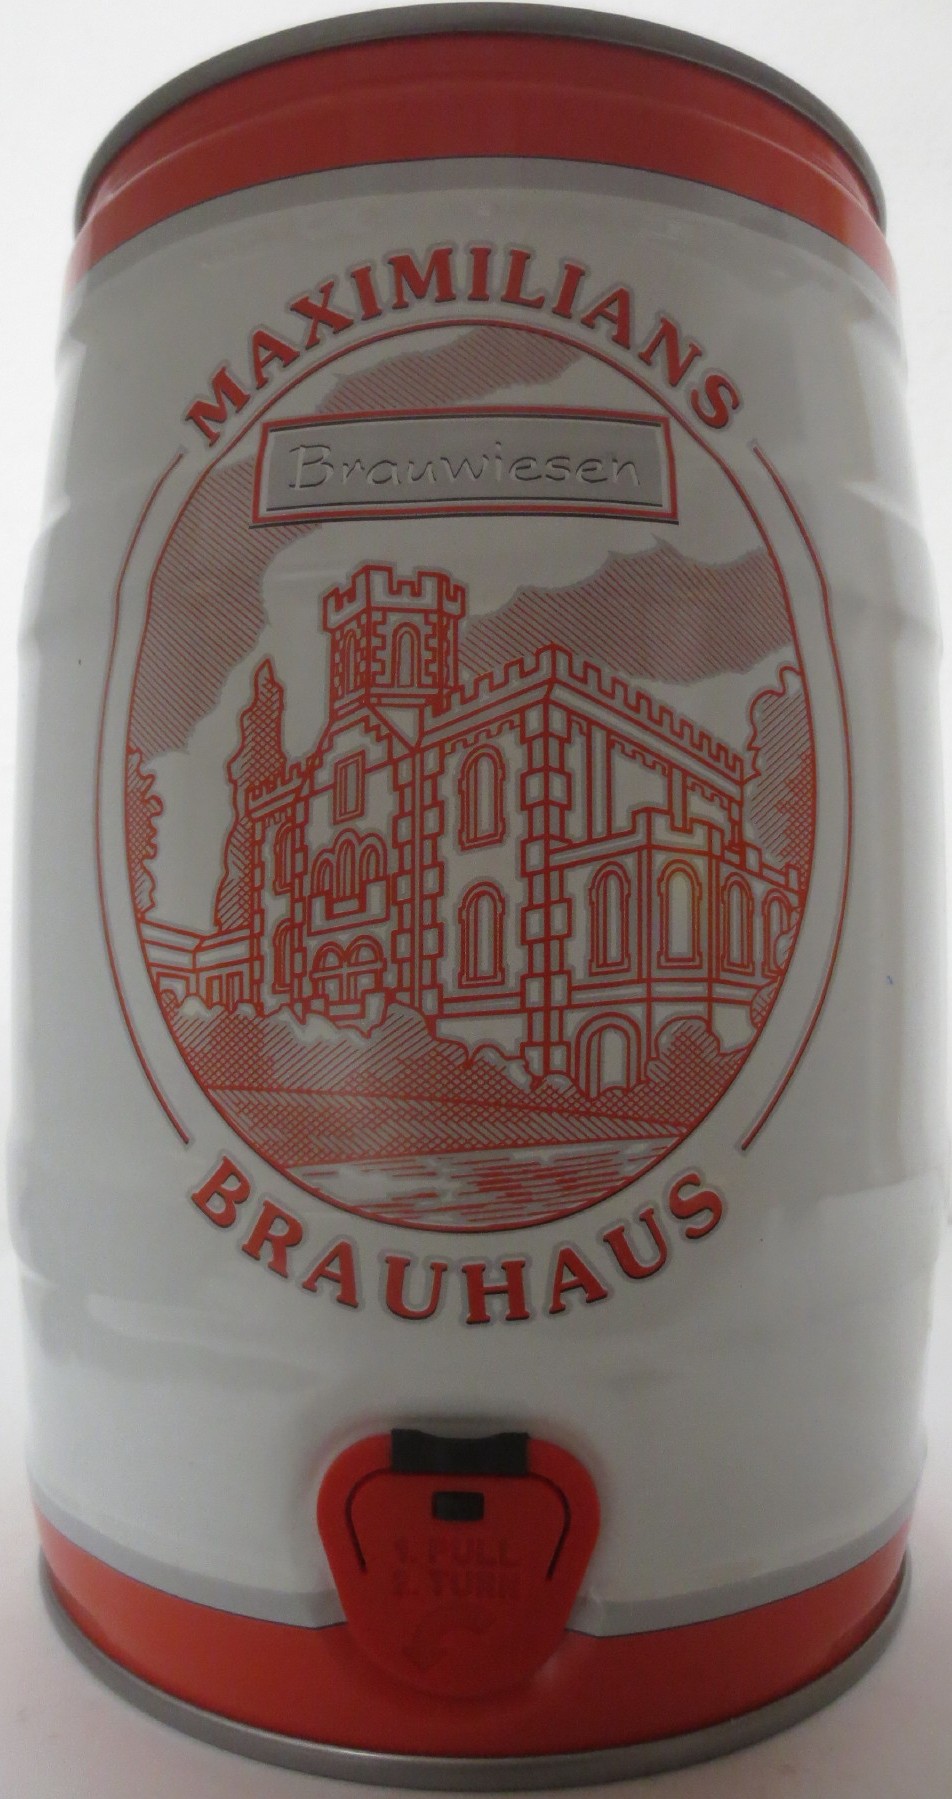 MAXIMILIANS
Brauwiesen
BRAUHAUS
1. PULL
2. TURN